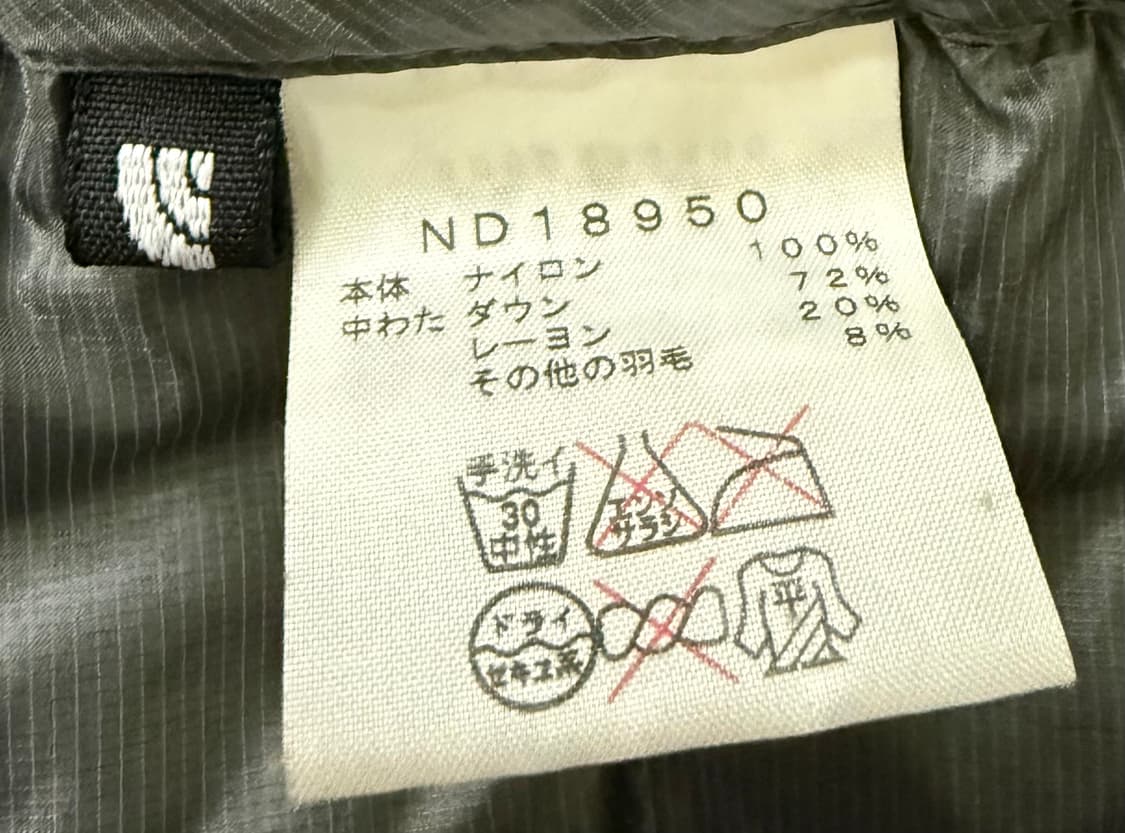 ND18950
本体 ナイロン 100%
中わた ダウン 72%
レーヨン 20%
その他の羽毛 8%
手洗イ
30
中性
エンソ
サラシ
ドライ
セキユ系
平